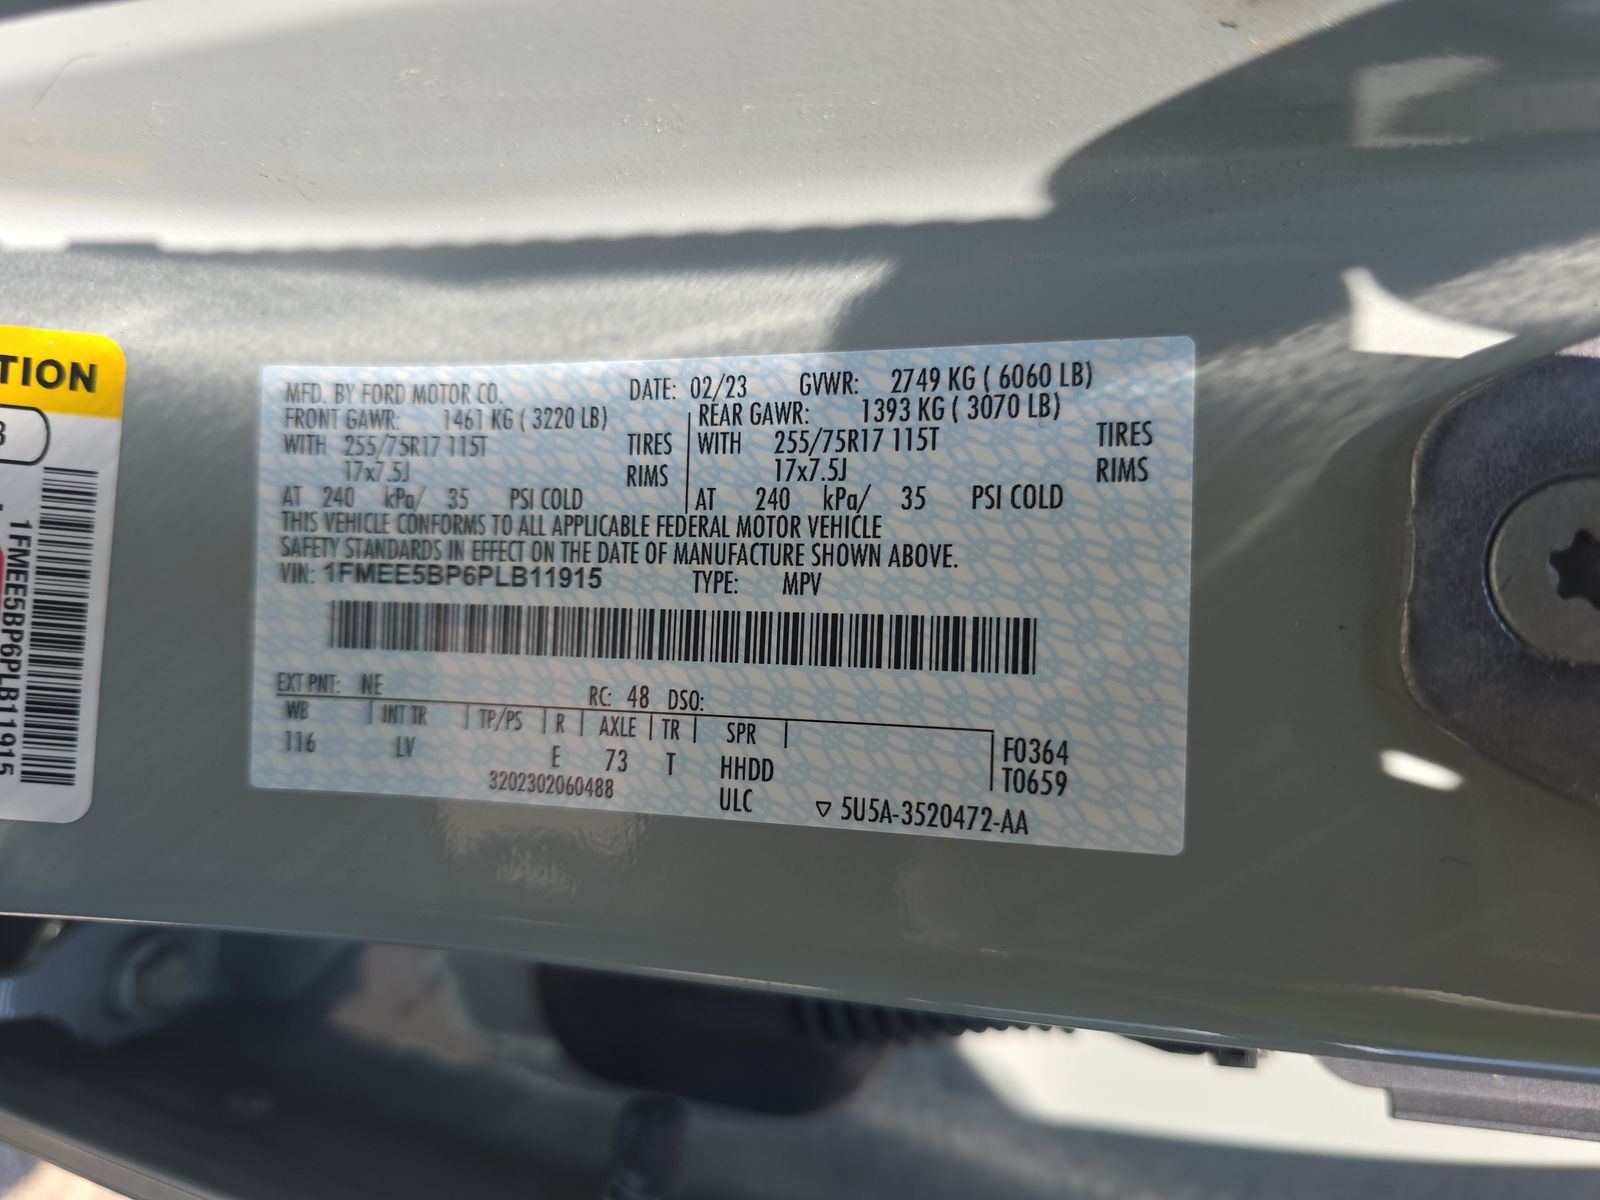 TION
3
1FMEE5BP6PLB11915
MFD. BY FORD MOTOR CO. DATE: 02/23 GVWR: 2749 KG ( 6060 LB)
FRONT GAWR: 1461 KG ( 3220 LB) REAR GAWR: 1393 KG ( 3070 LB)
WITH 255/75R17 115T TIRES WITH 255/75R17 115T TIRES
17x7.5J RIMS 17x7.5J RIMS
AT 240 kPa/ 35 PSI COLD AT 240 kPa/ 35 PSI COLD
THIS VEHICLE CONFORMS TO ALL APPLICABLE FEDERAL MOTOR VEHICLE
SAFETY STANDARDS IN EFFECT ON THE DATE OF MANUFACTURE SHOWN ABOVE.
VIN: 1FMEE5BP6PLB11915 TYPE: MPV
EXT PNT: NE RC: 48 DSO:
WB INT TR TP/PS R AXLE TR SPR
116 LV E 73 T HHDD F0364
3202302060488 ULC T0659
▽ 5U5A-3520472-AA